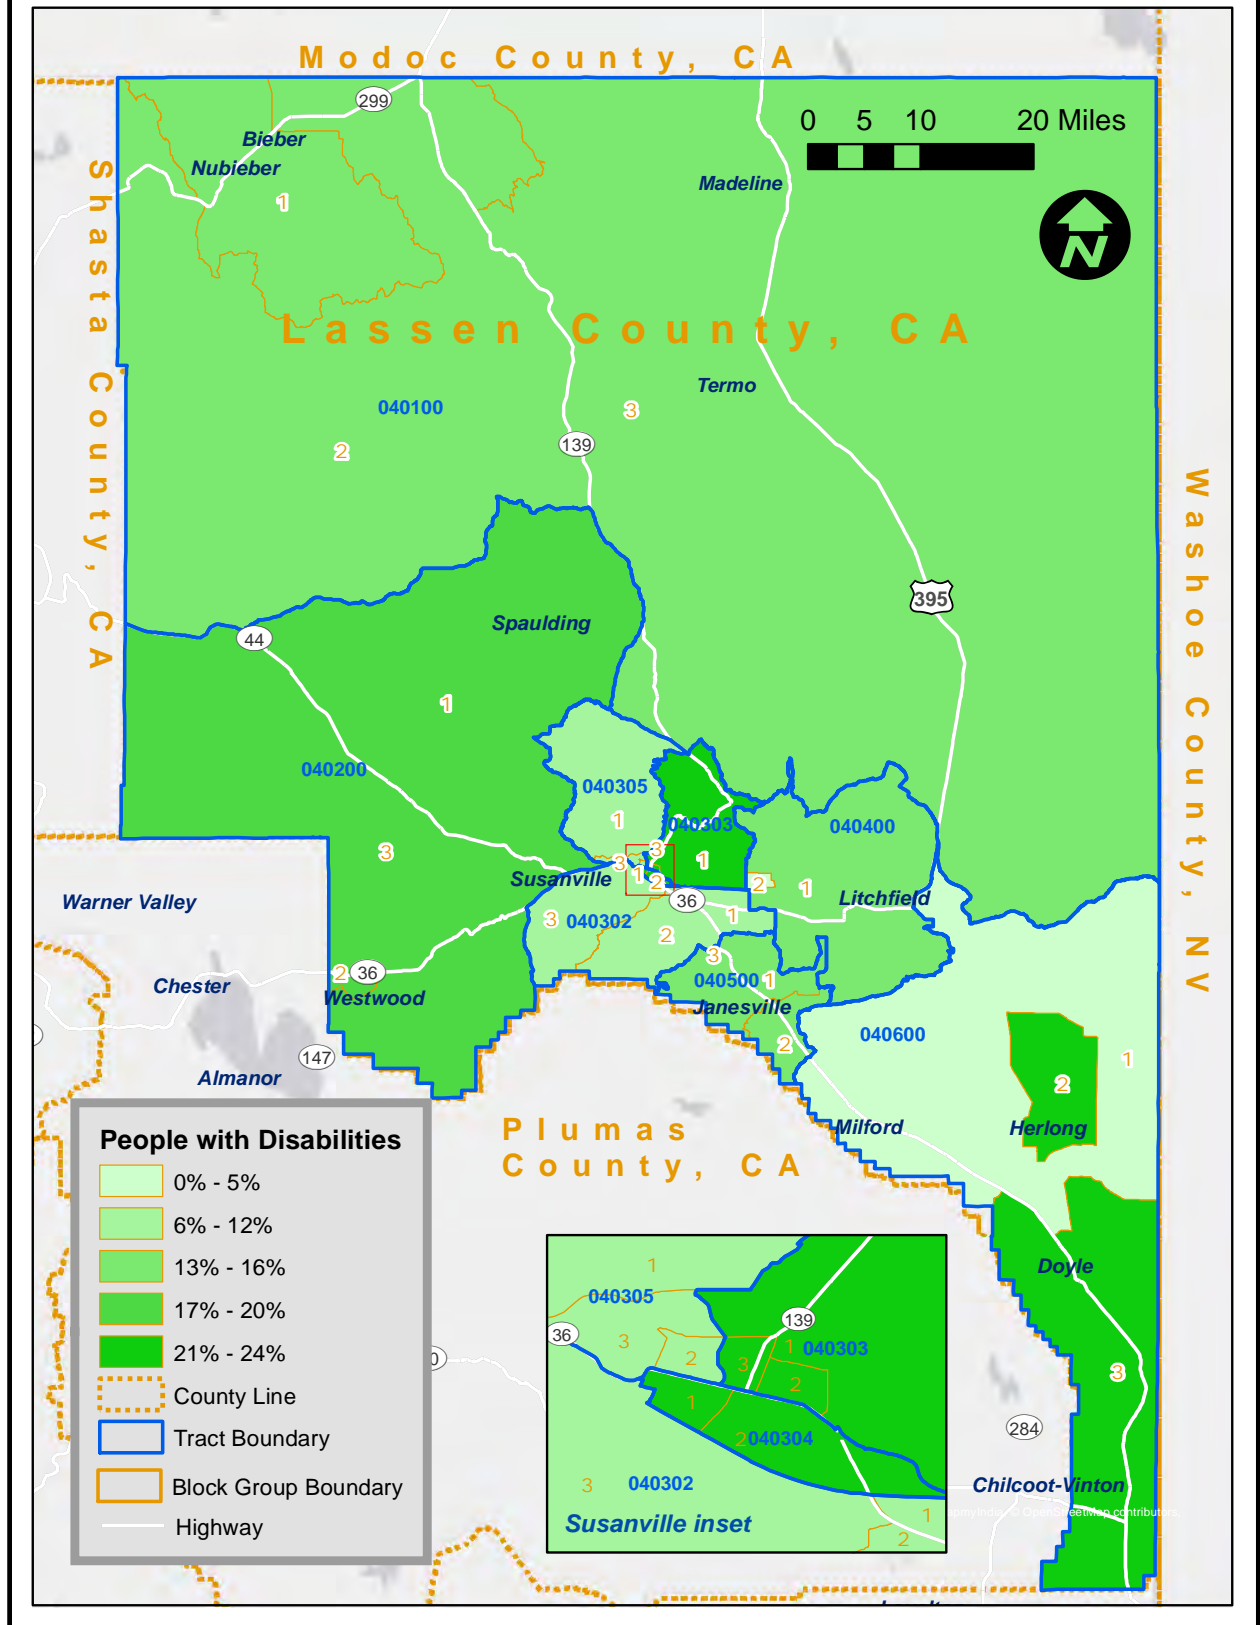 Modoc County, CA
299
0 5 10 20 Miles
Bieber
Nubieber
Madeline
Shasta County, CA
1
N
Lassen County, CA
Termo
040100
3
139
2
Washoe County, NV
395
Spaulding
44
1
040200
040305
1
040303
040400
3
3
3
1
1
2
2
1
Susanville
Litchfield
36
Warner Valley
3
040302
2
1
3
2
36
Westwood
Chester
040500
1
Janesville
040600
2
1
2
147
Almanor
Milford
Herlong
Plumas
County, CA
People with Disabilities
0% - 5%
6% - 12%
13% - 16%
17% - 20%
21% - 24%
County Line
Tract Boundary
Block Group Boundary
Highway
0
Doyle
3
284
Chilcoot-Vinton
1
040305
36
3
2
139
1
040303
3
2
1
2
040304
3
040302
1
2
Susanville inset
© OpenStreetMap contributors.